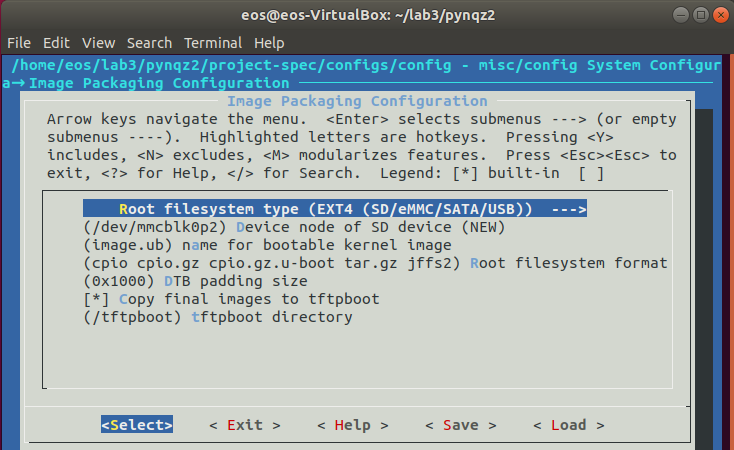 eos@eos-VirtualBox: ~/lab3/pynqz2
File Edit View Search Terminal Help
/home/eos/lab3/pynqz2/project-spec/configs/config - misc/config System Configur
a→Image Packaging Configuration
Image Packaging Configuration
Arrow keys navigate the menu. <Enter> selects submenus ---> (or empty
submenus ----). Highlighted letters are hotkeys. Pressing <Y>
includes, <N> excludes, <M> modularizes features. Press <Esc><Esc> to
exit, <?> for Help, </> for Search. Legend: [*] built-in [ ]
Root filesystem type (EXT4 (SD/eMMC/SATA/USB)) --->
(/dev/mmcblk0p2) Device node of SD device (NEW)
(image.ub) name for bootable kernel image
(cpio cpio.gz cpio.gz.u-boot tar.gz jffs2) Root filesystem format
(0x1000) DTB padding size
[*] Copy final images to tftpboot
(/tftpboot) tftpboot directory
<Select> < Exit > < Help > < Save > < Load >